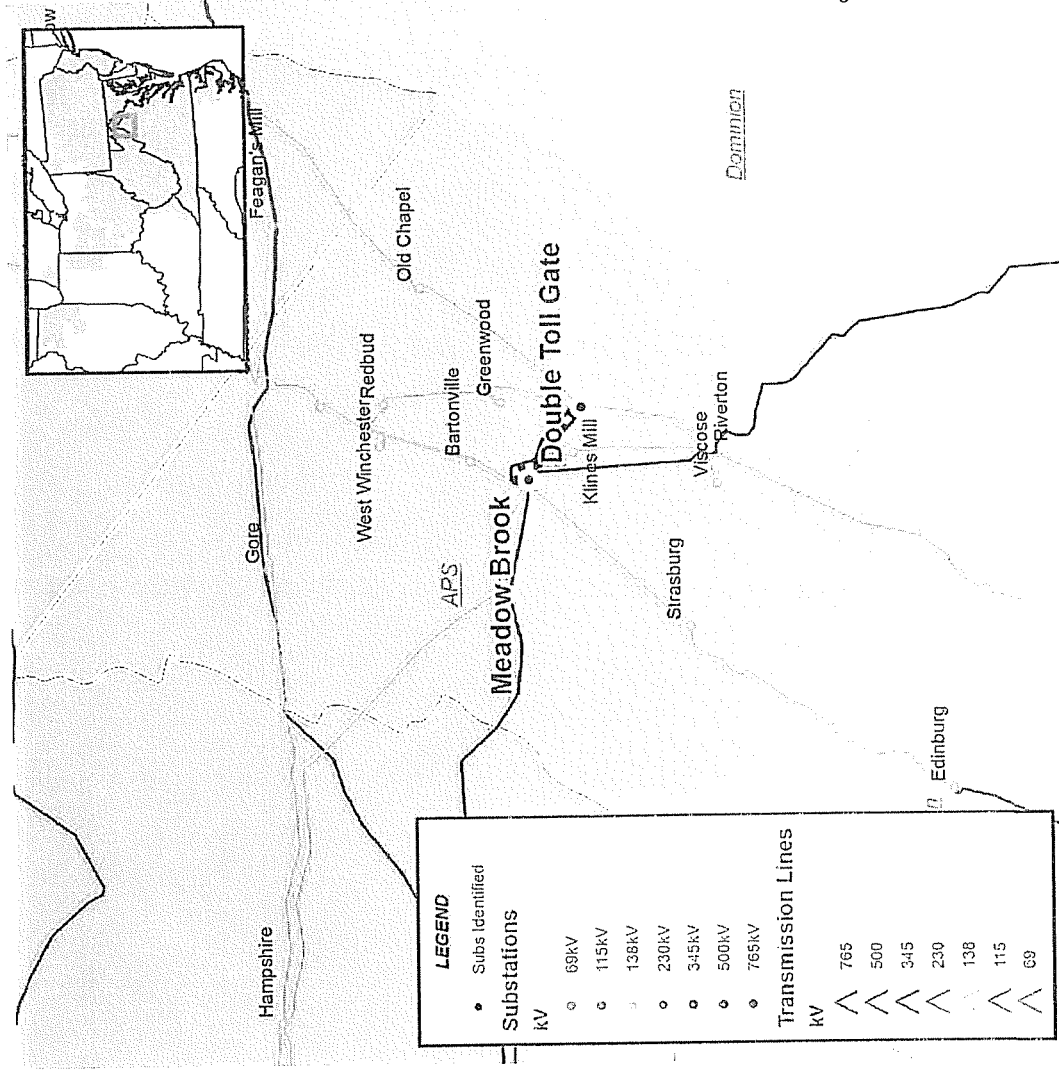 Feagan's Mill
Old Chapel
Dominion
Redbud
West Winchester
Greenwood
Bartonville
Double Toll Gate
Gore
Klines Mill
Viscose
Riverton
APS
Meadow Brook
Strasburg
Hampshire
Edinburg
LEGEND
Subs Identified
Substations
kV
69kV
115kV
138kV
230kV
345kV
500kV
765kV
Transmission Lines
kV
765
500
345
230
138
115
69